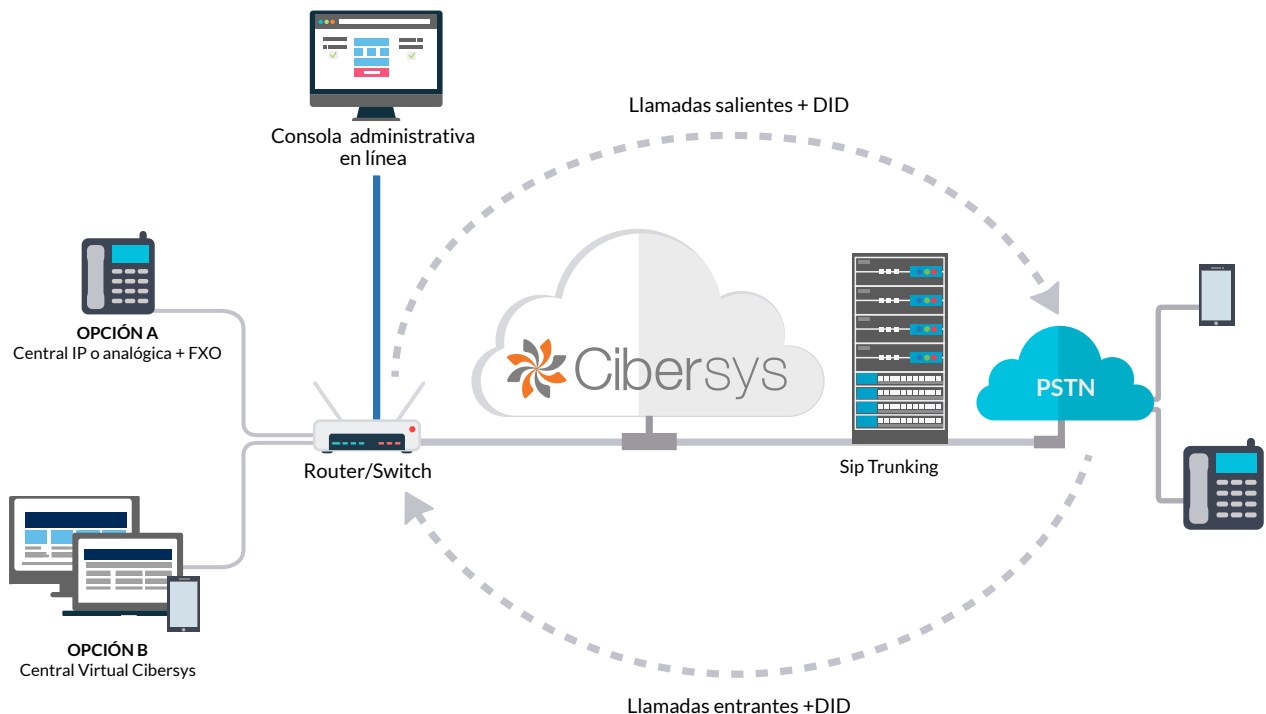 Llamadas salientes + DID
Consola administrativa
en línea
OPCIÓN A
Central IP o analógica + FXO
Cibersys
PSTN
Router/Switch
Sip Trunking
OPCIÓN B
Central Virtual Cibersys
Llamadas entrantes +DID